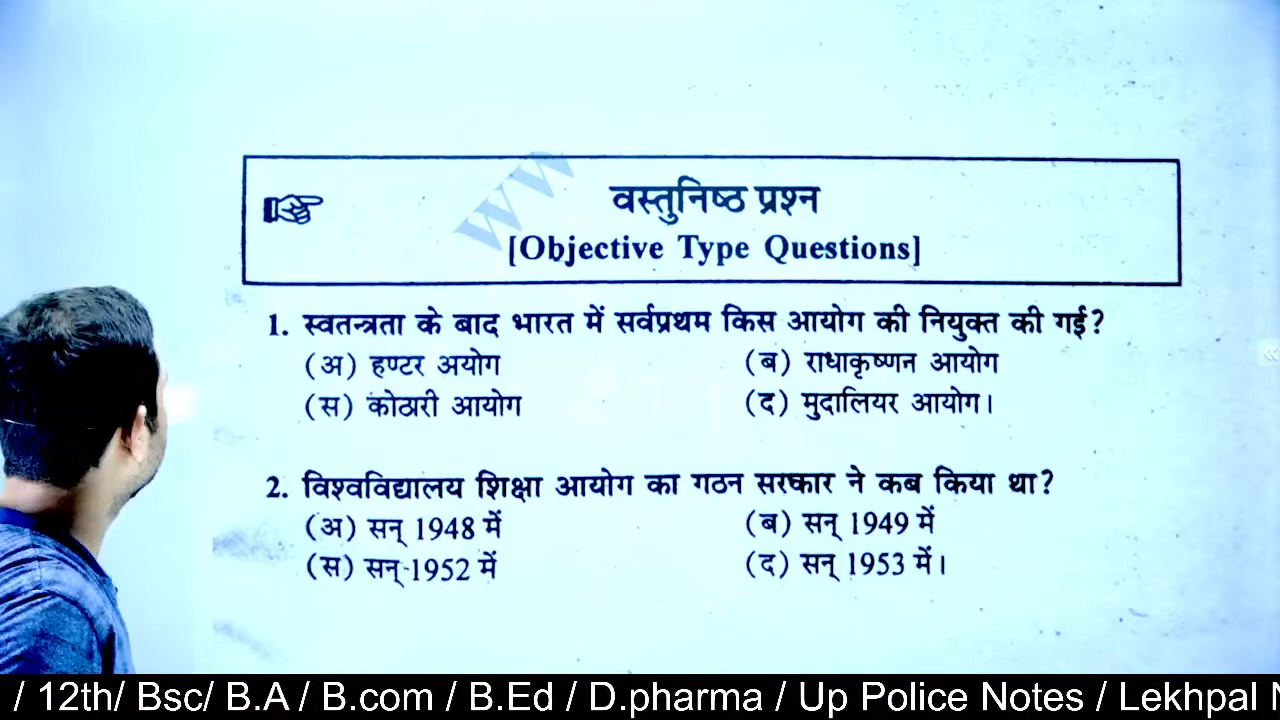 वस्तुनिष्ठ प्रश्न
[Objective Type Questions]
ww
1. स्वतन्त्रता के बाद भारत में सर्वप्रथम किस आयोग की नियुक्त की गई?
(अ) हण्टर अयोग (ब) राधाकृष्णन आयोग
(स) कोठारी आयोग (द) मुदालियर आयोग।
2. विश्वविद्यालय शिक्षा आयोग का गठन सरकार ने कब किया था?
(अ) सन् 1948 में (ब) सन् 1949 में
(स) सन् 1952 में (द) सन् 1953 में।
/ 12th/ Bsc/ B.A / B.com / B.Ed / D.pharma / Up Police Notes / Lekhpal N